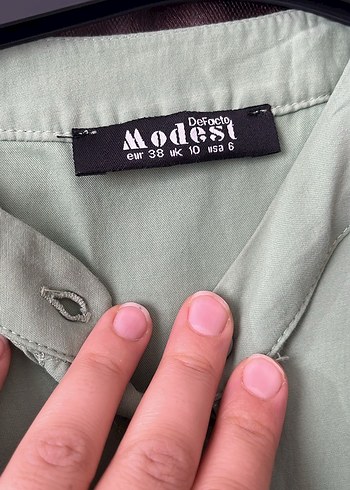 DeFacto
Modest
eur 38 uk 10 usa 6